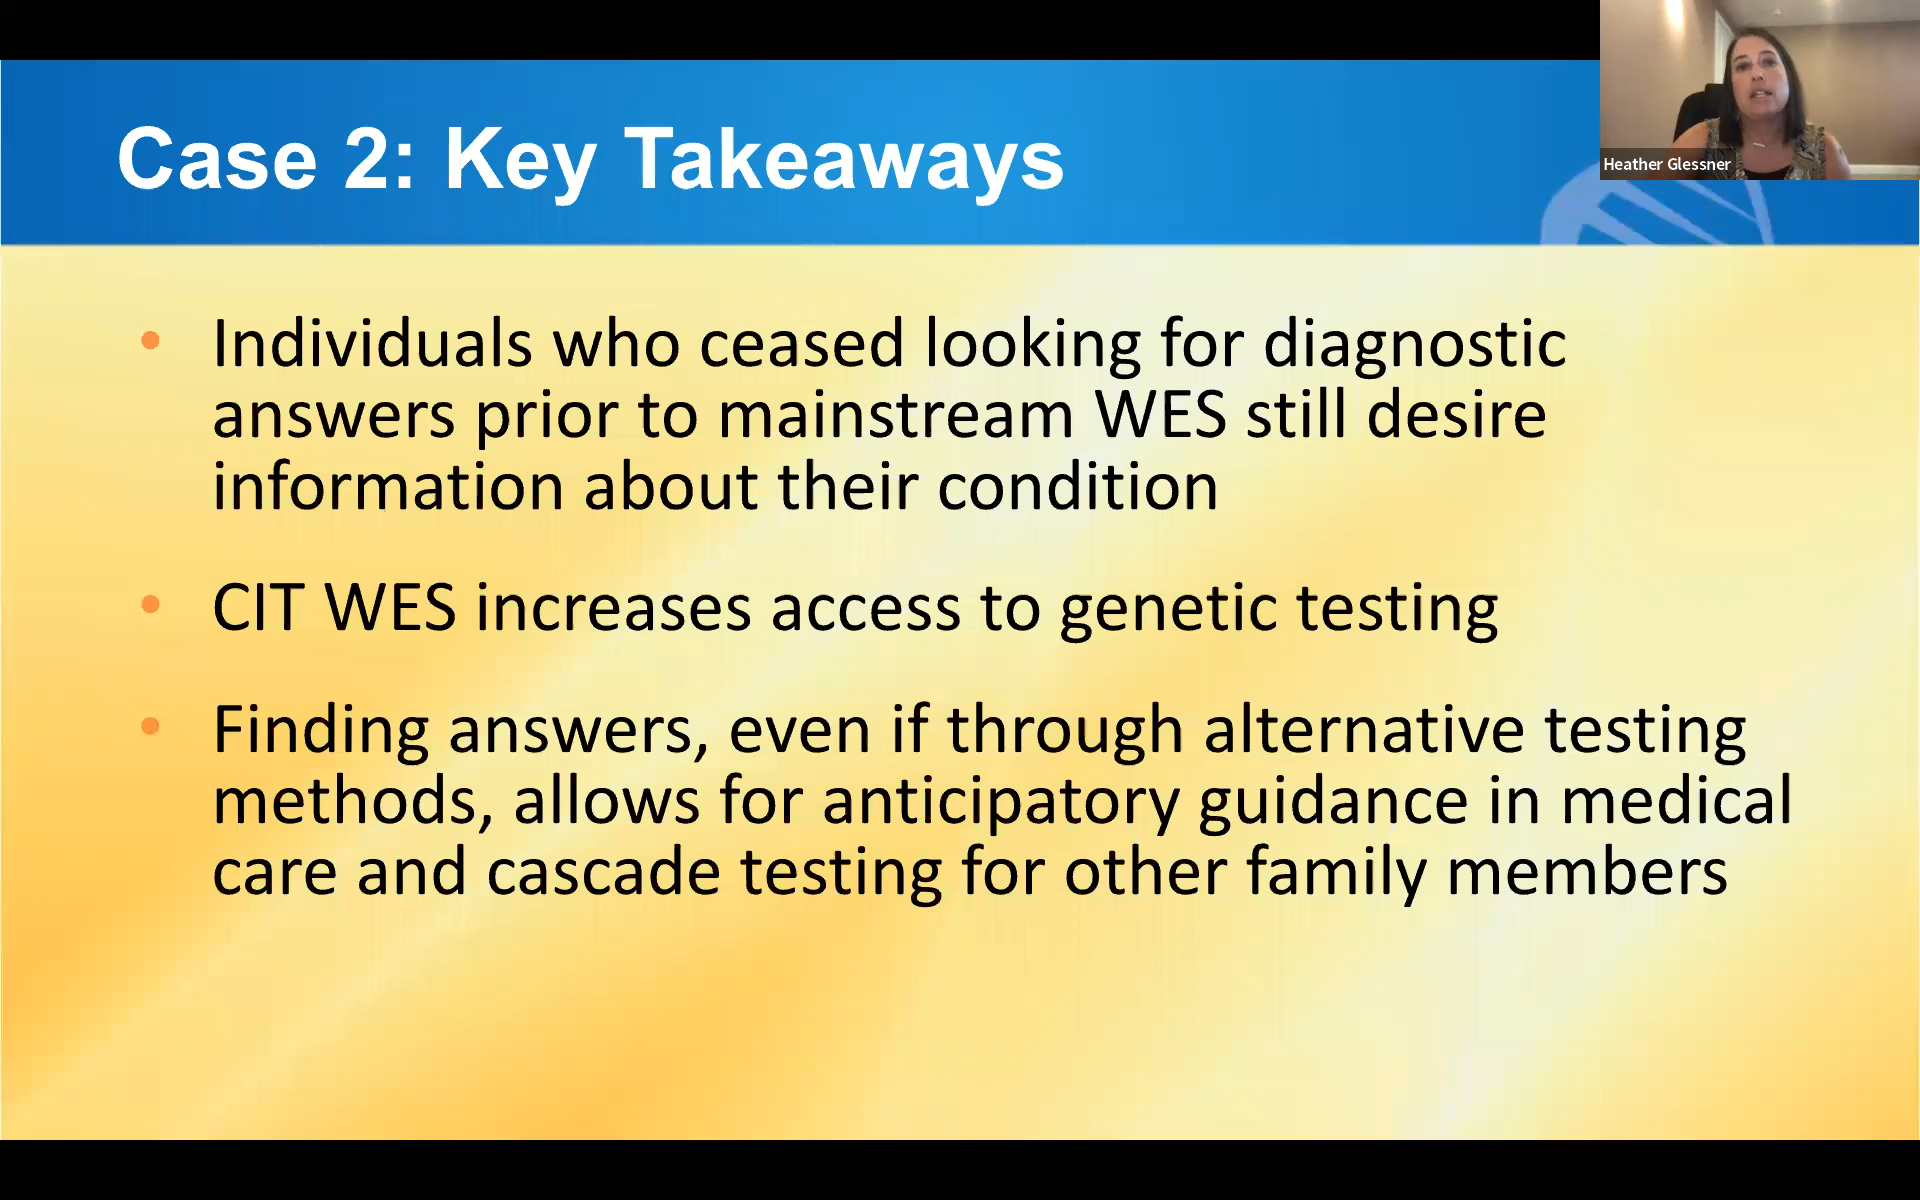 Case 2: Key Takeaways
Heather Glessner
• Individuals who ceased looking for diagnostic
answers prior to mainstream WES still desire
information about their condition
• CIT WES increases access to genetic testing
• Finding answers, even if through alternative testing
methods, allows for anticipatory guidance in medical
care and cascade testing for other family members